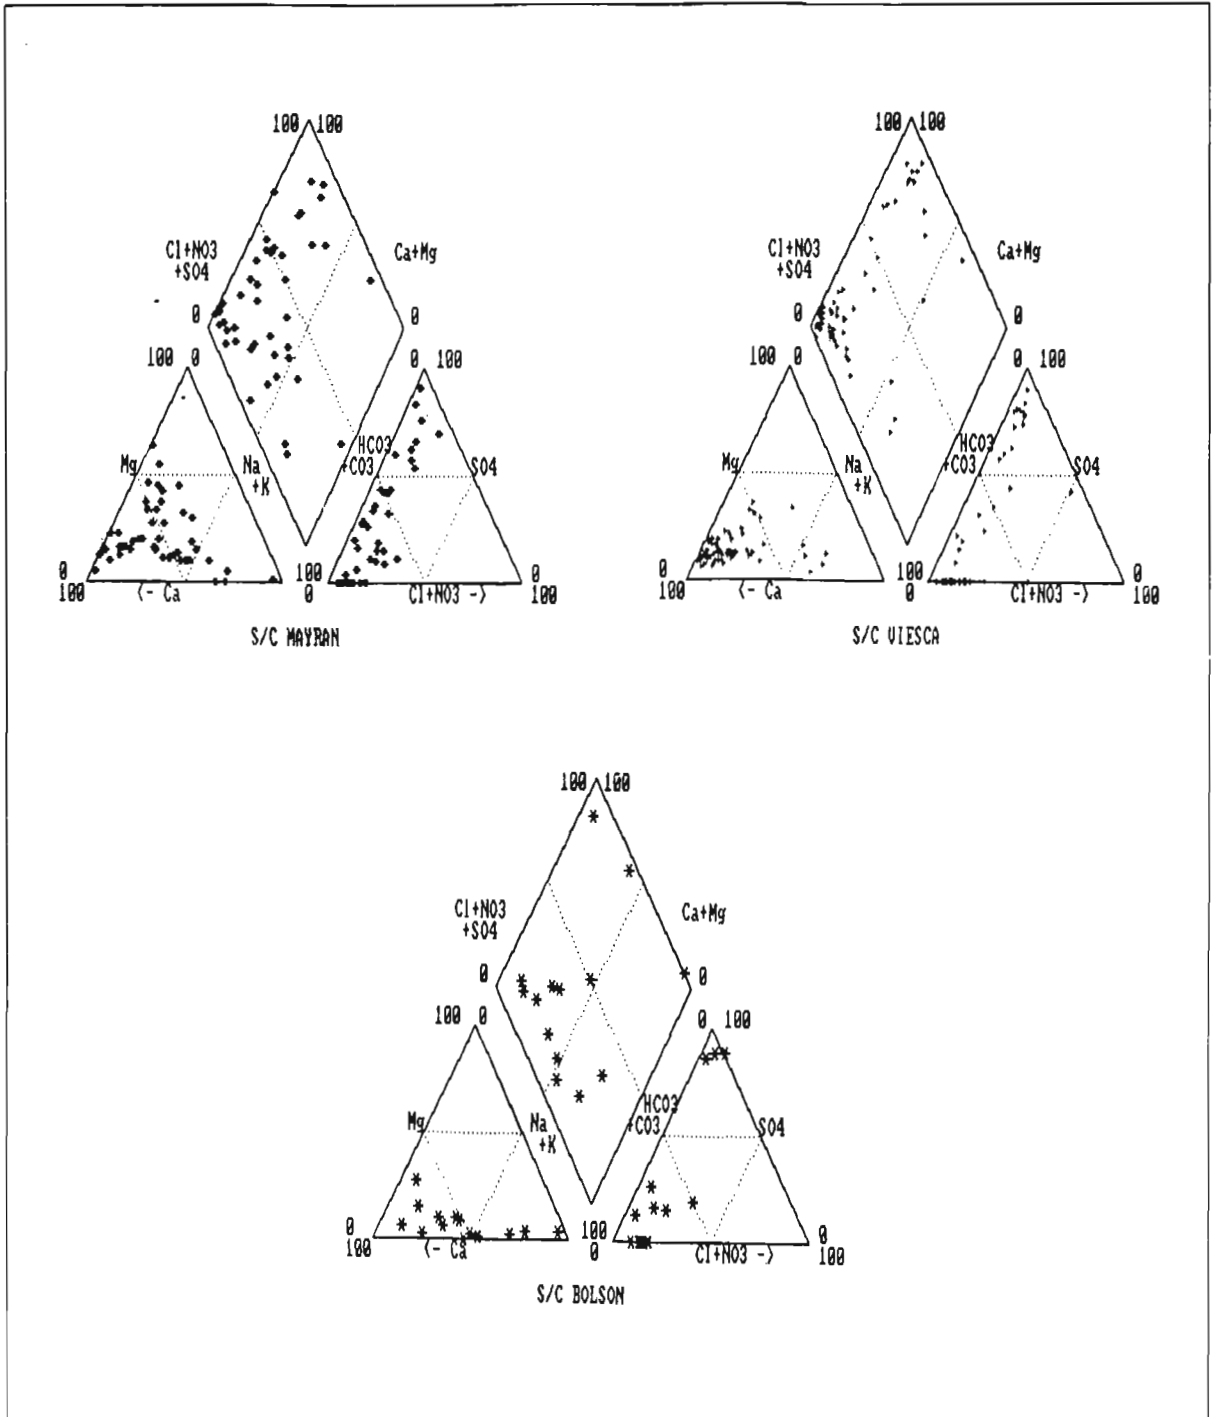 100 100
Cl+NO3
+SO4
Ca+Mg
0
0
100 0
0 100
Mg
Na
+K
HCO3
+CO3
SO4
0
100
<- Ca
100
0
Cl+NO3 ->
0
100
S/C MAYRAN
100 100
Cl+NO3
+SO4
Ca+Mg
0
0
100 0
0 100
Mg
Na
+K
HCO3
+CO3
SO4
0
100
<- Ca
100
0
Cl+NO3 ->
0
100
S/C VIESCA
100 100
Cl+NO3
+SO4
Ca+Mg
0
0
100 0
0 100
Mg
Na
+K
HCO3
+CO3
SO4
0
100
<- Ca
100
0
Cl+NO3 ->
0
100
S/C BOLSON